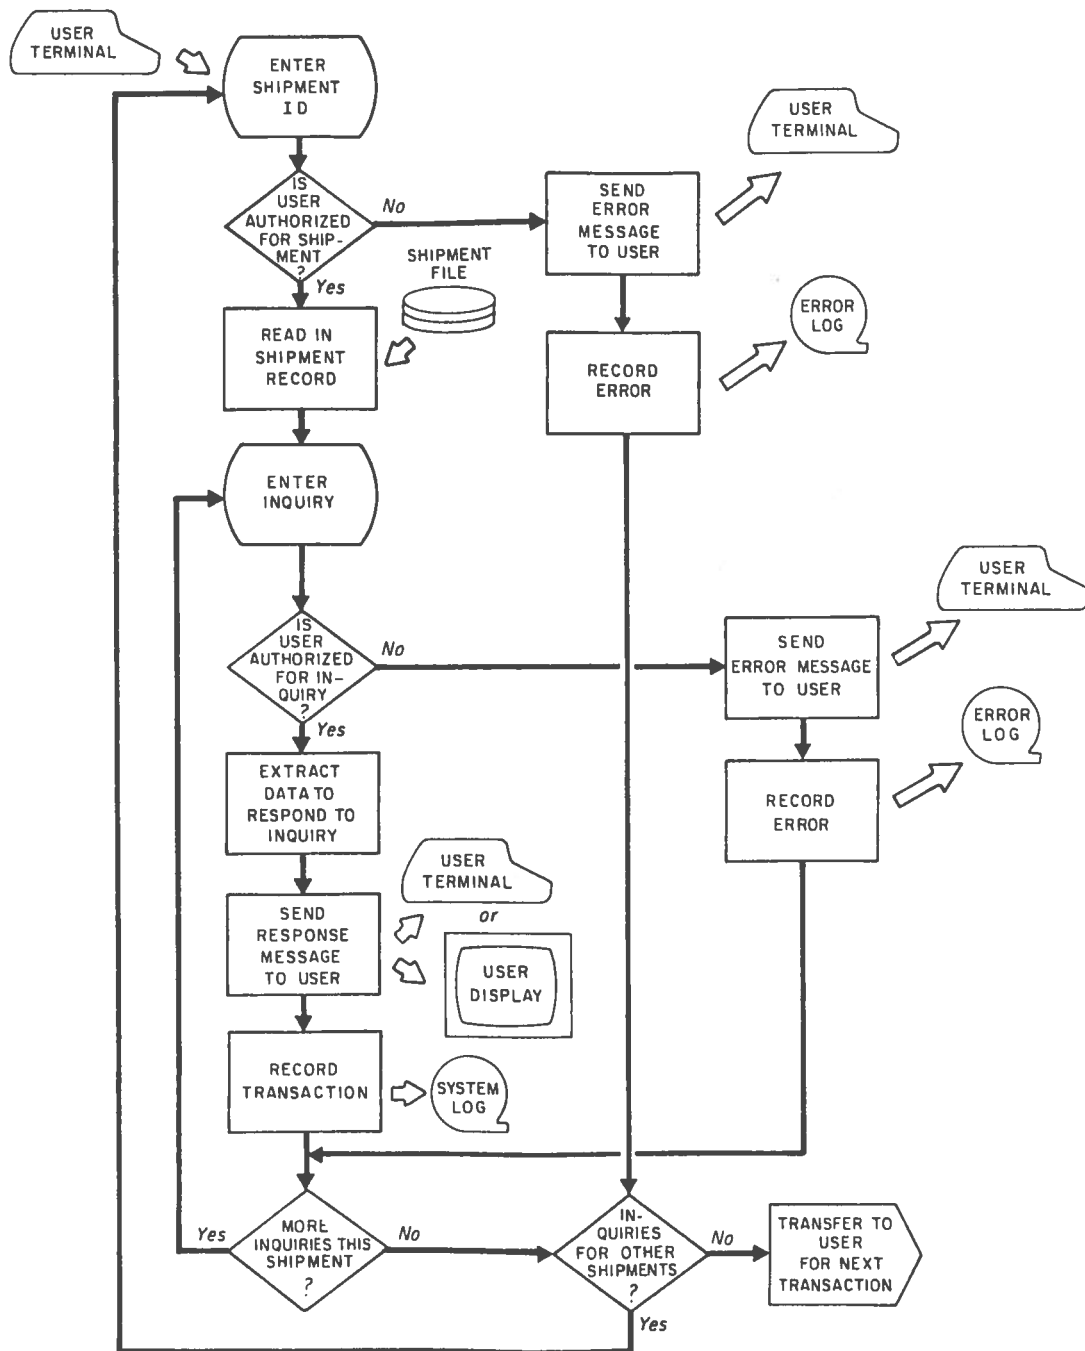 USER
TERMINAL
ENTER
SHIPMENT
ID
USER
TERMINAL
IS
USER
AUTHORIZED
FOR SHIP-
MENT
?
No
Yes
SEND
ERROR
MESSAGE
TO USER
SHIPMENT
FILE
ERROR
LOG
READ IN
SHIPMENT
RECORD
RECORD
ERROR
ENTER
INQUIRY
USER
TERMINAL
IS
USER
AUTHORIZED
FOR IN-
QUIRY
?
No
Yes
SEND
ERROR MESSAGE
TO USER
ERROR
LOG
EXTRACT
DATA TO
RESPOND TO
INQUIRY
RECORD
ERROR
USER
TERMINAL
or
USER
DISPLAY
SEND
RESPONSE
MESSAGE
TO USER
RECORD
TRANSACTION
SYSTEM
LOG
Yes
MORE
INQUIRIES THIS
SHIPMENT
?
No
IN-
QUIRIES
FOR OTHER
SHIPMENTS
?
No
Yes
TRANSFER TO
USER
FOR NEXT
TRANSACTION